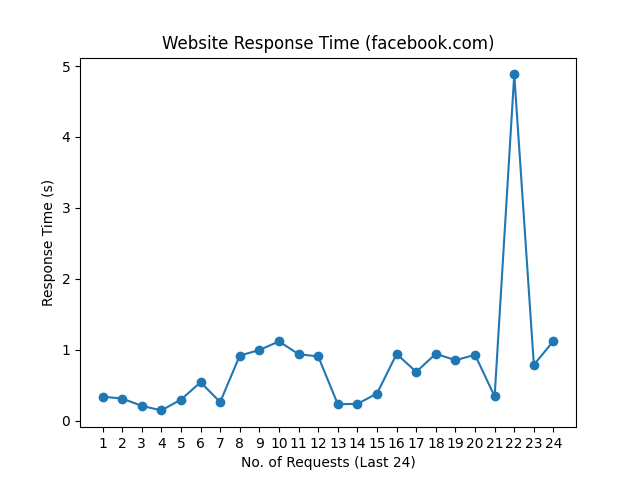 Website Response Time (facebook.com)
Response Time (s)
5
4
3
2
1
0
1 2 3 4 5 6 7 8 9 10 11 12 13 14 15 16 17 18 19 20 21 22 23 24
No. of Requests (Last 24)